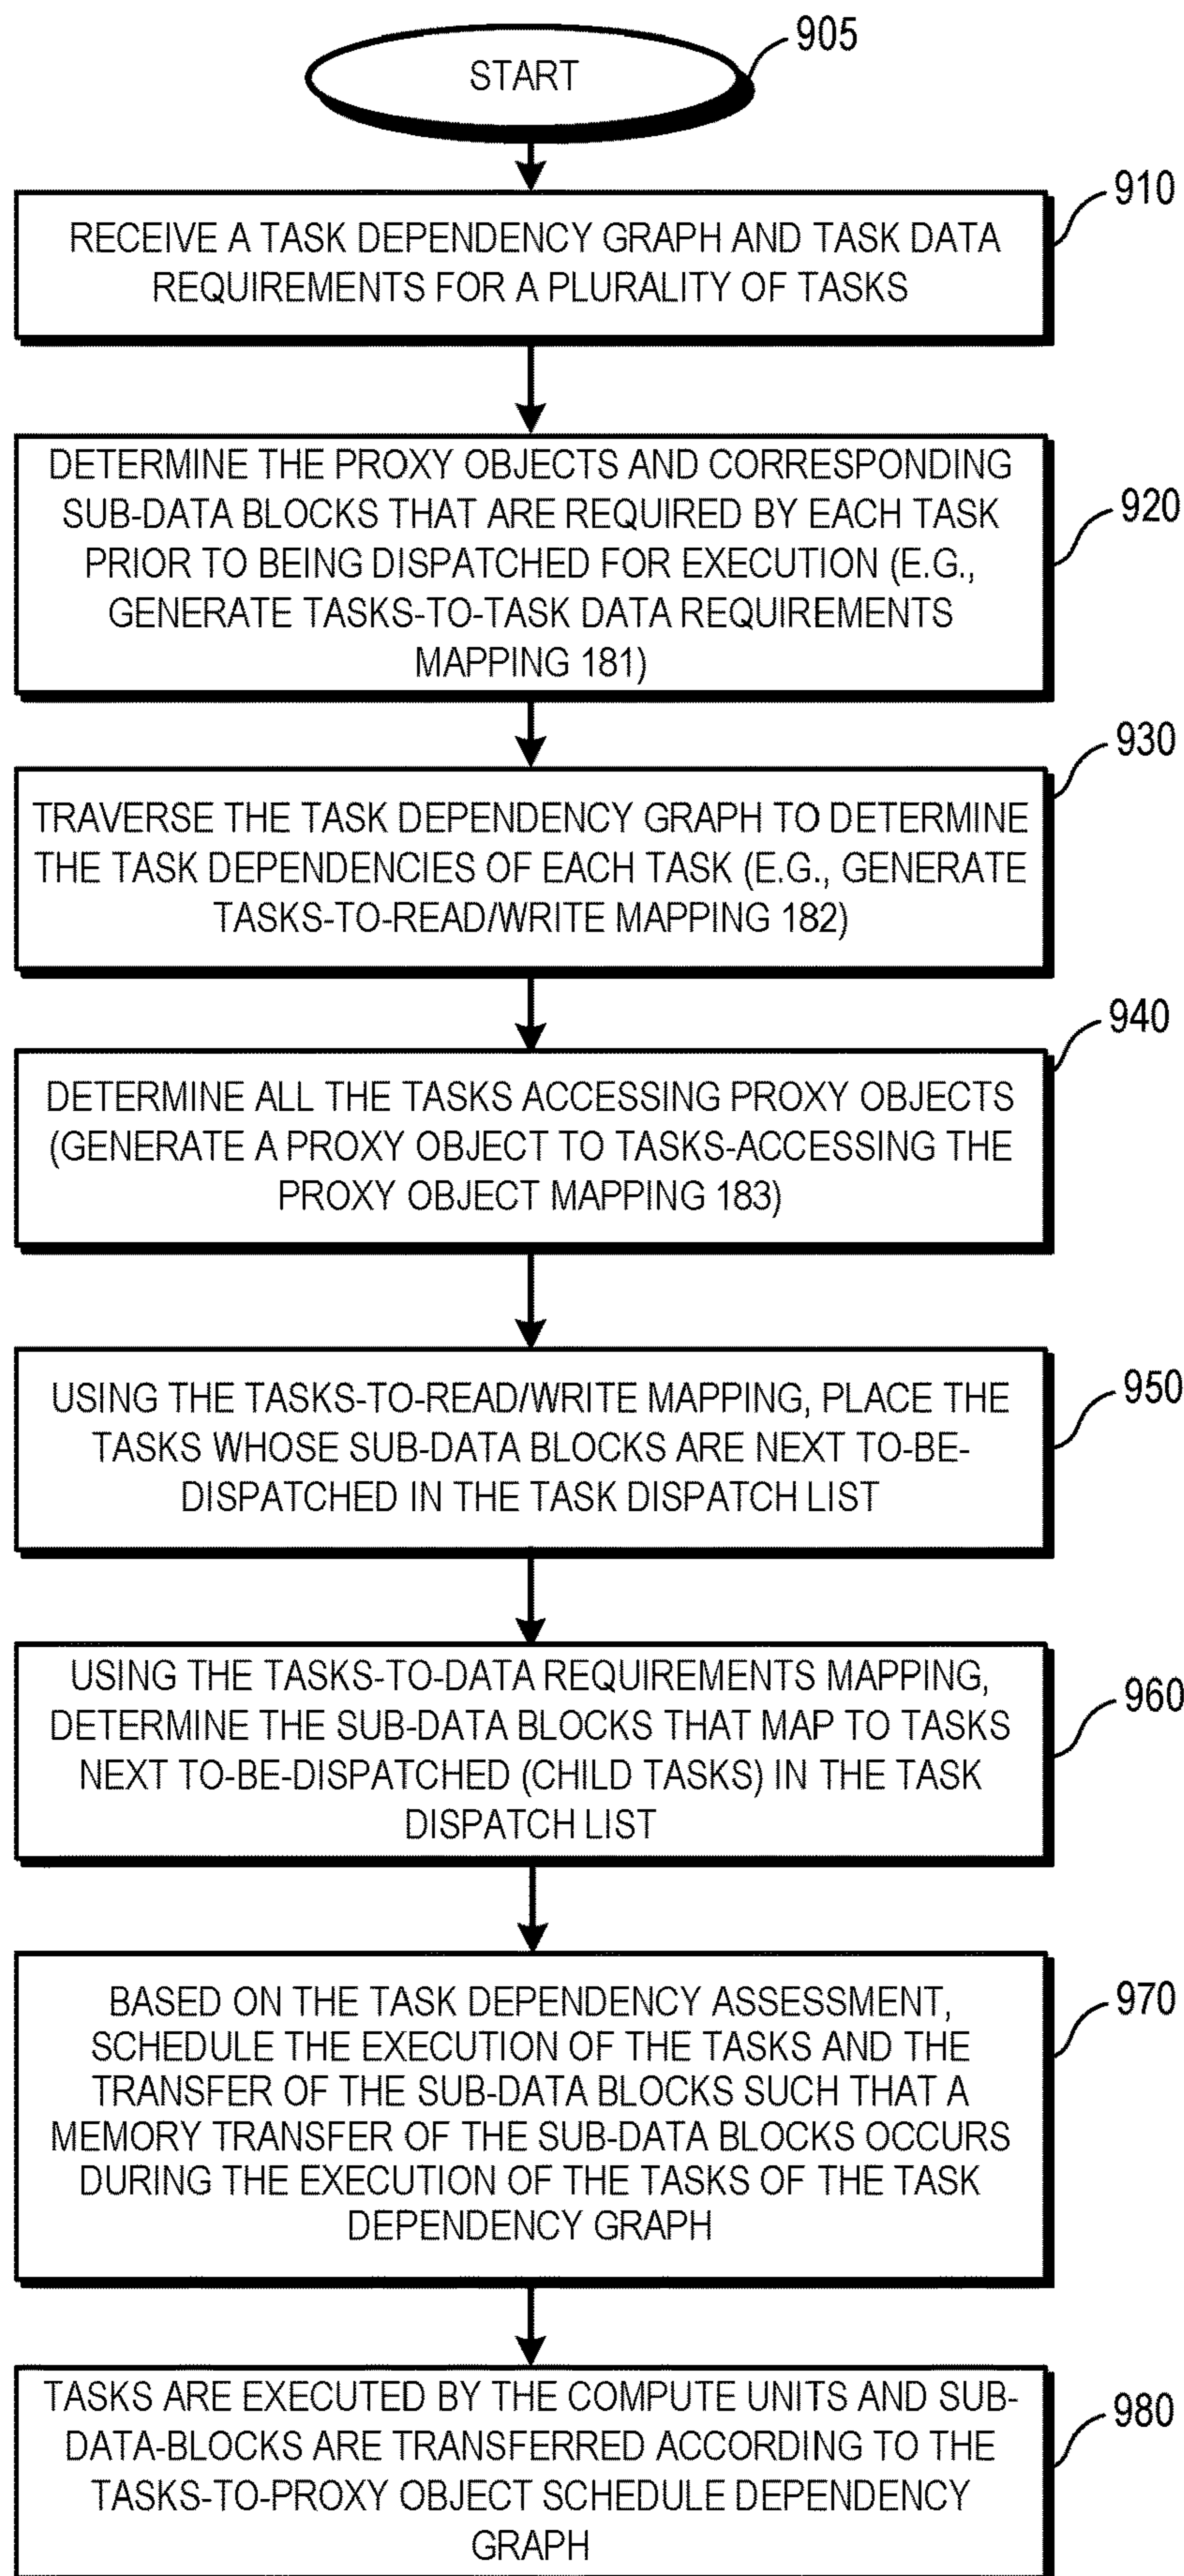 905
START
910
RECEIVE A TASK DEPENDENCY GRAPH AND TASK DATA
REQUIREMENTS FOR A PLURALITY OF TASKS
920
DETERMINE THE PROXY OBJECTS AND CORRESPONDING
SUB-DATA BLOCKS THAT ARE REQUIRED BY EACH TASK
PRIOR TO BEING DISPATCHED FOR EXECUTION (E.G.,
GENERATE TASKS-TO-TASK DATA REQUIREMENTS
MAPPING 181)
930
TRAVERSE THE TASK DEPENDENCY GRAPH TO DETERMINE
THE TASK DEPENDENCIES OF EACH TASK (E.G., GENERATE
TASKS-TO-READ/WRITE MAPPING 182)
940
DETERMINE ALL THE TASKS ACCESSING PROXY OBJECTS
(GENERATE A PROXY OBJECT TO TASKS-ACCESSING THE
PROXY OBJECT MAPPING 183)
950
USING THE TASKS-TO-READ/WRITE MAPPING, PLACE THE
TASKS WHOSE SUB-DATA BLOCKS ARE NEXT TO-BE-
DISPATCHED IN THE TASK DISPATCH LIST
960
USING THE TASKS-TO-DATA REQUIREMENTS MAPPING,
DETERMINE THE SUB-DATA BLOCKS THAT MAP TO TASKS
NEXT TO-BE-DISPATCHED (CHILD TASKS) IN THE TASK
DISPATCH LIST
970
BASED ON THE TASK DEPENDENCY ASSESSMENT,
SCHEDULE THE EXECUTION OF THE TASKS AND THE
TRANSFER OF THE SUB-DATA BLOCKS SUCH THAT A
MEMORY TRANSFER OF THE SUB-DATA BLOCKS OCCURS
DURING THE EXECUTION OF THE TASKS OF THE TASK
DEPENDENCY GRAPH
980
TASKS ARE EXECUTED BY THE COMPUTE UNITS AND SUB-
DATA-BLOCKS ARE TRANSFERRED ACCORDING TO THE
TASKS-TO-PROXY OBJECT SCHEDULE DEPENDENCY
GRAPH